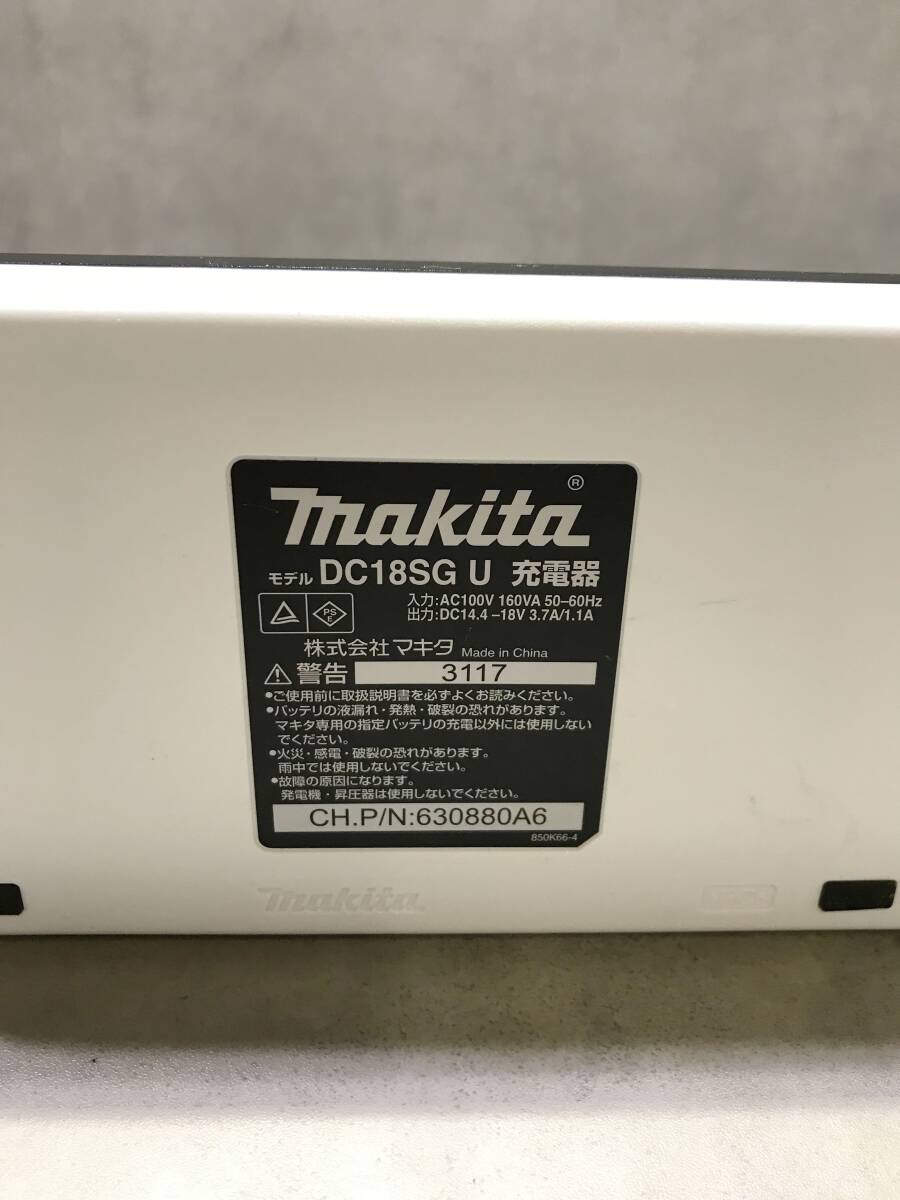 makita®
モデル DC18SG U 充電器
入力:AC100V 160VA 50–60Hz
出力:DC14.4 –18V 3.7A/1.1A
PS
E
株式会社 マキタ Made in China
警告 3117
•ご使用前に取扱説明書を必ずよくお読みください。
•バッテリの液漏れ・発熱・破裂の恐れがあります。
マキタ専用の指定バッテリの充電以外には使用しない
でください。
•火災・感電・破裂の恐れがあります。
雨中では使用しないでください。
•故障の原因になります。
発電機・昇圧器は使用しないでください。
CH.P/N:630880A6
850K66-4
makita